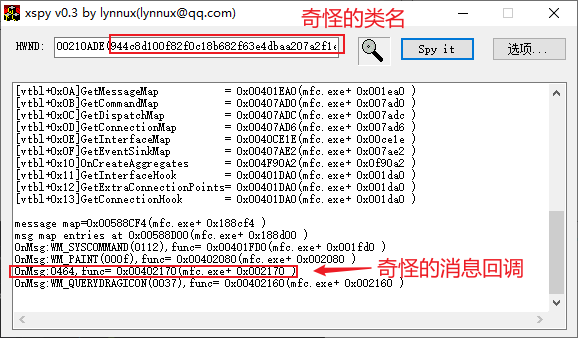 xspy v0.3 by lynnux(lynnux@qq.com)
奇怪的类名
HWND:
00210ADE(944c8d100f82f0c18b682f63e4dbaa207a2f1e
Spy it
选项...
[vtbl+0x0A]GetMessageMap = 0x00401EA0(mfc.exe+ 0x001ea0 )
[vtbl+0x0B]GetCommandMap = 0x00407AD0(mfc.exe+ 0x007ad0 )
[vtbl+0x0C]GetDispatchMap = 0x00407ADC(mfc.exe+ 0x007adc )
[vtbl+0x0D]GetConnectionMap = 0x00407AD6(mfc.exe+ 0x007ad6 )
[vtbl+0x0E]GetInterfaceMap = 0x0040CE1E(mfc.exe+ 0x00ce1e )
[vtbl+0x0F]GetEventSinkMap = 0x00407AE2(mfc.exe+ 0x007ae2 )
[vtbl+0x10]OnCreateAggregates = 0x004F90A2(mfc.exe+ 0x0f90a2 )
[vtbl+0x11]GetInterfaceHook = 0x00401DA0(mfc.exe+ 0x001da0 )
[vtbl+0x12]GetExtraConnectionPoints= 0x00401DA0(mfc.exe+ 0x001da0 )
[vtbl+0x13]GetConnectionHook = 0x00401DA0(mfc.exe+ 0x001da0 )
message map=0x00588CF4(mfc.exe+ 0x188cf4 )
msg map entries at 0x00588D00(mfc.exe+ 0x188d00 )
OnMsg:WM_SYSCOMMAND(0112),func= 0x00401FD0(mfc.exe+ 0x001fd0 )
OnMsg:WM_PAINT(000f),func= 0x00402080(mfc.exe+ 0x002080 )
OnMsg:0464,func= 0x00402170(mfc.exe+ 0x002170 )
奇怪的消息回调
OnMsg:WM_QUERYDRAGICON(0037),func= 0x00402160(mfc.exe+ 0x002160 )